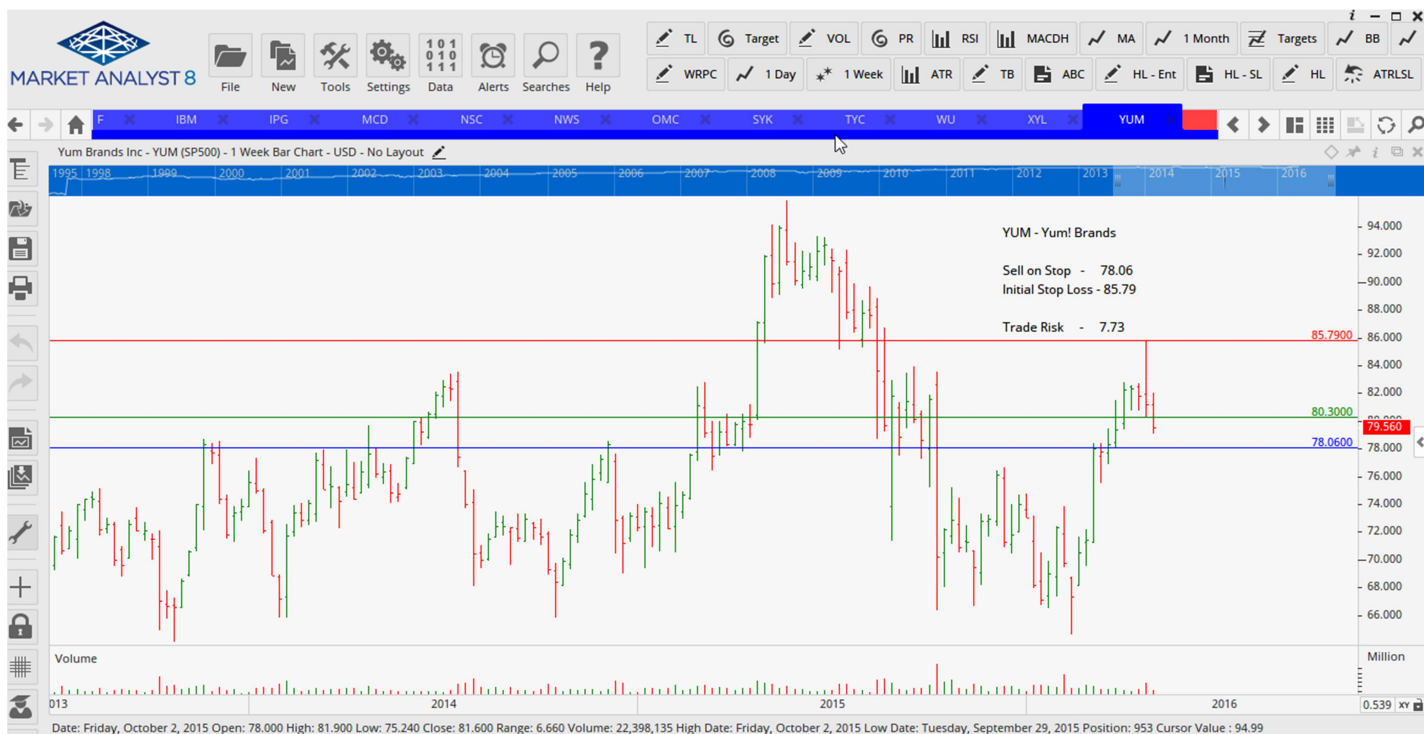 MARKET ANALYST 8
File
New
Tools
Settings
101
010
111
Data
Alerts
Searches
?
Help
i
TL
Target
VOL
PR
RSI
MACDH
MA
1 Month
Targets
BB
WRPC
1 Day
1 Week
ATR
TB
ABC
HL - Ent
HL - SL
HL
ATRLSL
F
IBM
IPG
MCD
NSC
NWS
OMC
SYK
TYC
WU
XYL
YUM
Yum Brands Inc - YUM (SP500) - 1 Week Bar Chart - USD - No Layout
1995 1998 1999 2000 2001 2002 2003 2004 2005 2006 2007 2008 2009 2010 2011 2012 2013 2014 2015 2016
YUM - Yum! Brands
Sell on Stop - 78.06
Initial Stop Loss - 85.79
Trade Risk - 7.73
85.7900
80.3000
78.0600
94.000
92.000
90.000
88.000
86.000
84.000
82.000
79.560
78.000
76.000
74.000
72.000
70.000
68.000
66.000
Volume
Million
013 2014 2015 2016
0.539 XY
Date: Friday, October 2, 2015 Open: 78.000 High: 81.900 Low: 75.240 Close: 81.600 Range: 6.660 Volume: 22,398,135 High Date: Friday, October 2, 2015 Low Date: Tuesday, September 29, 2015 Position: 953 Cursor Value : 94.99